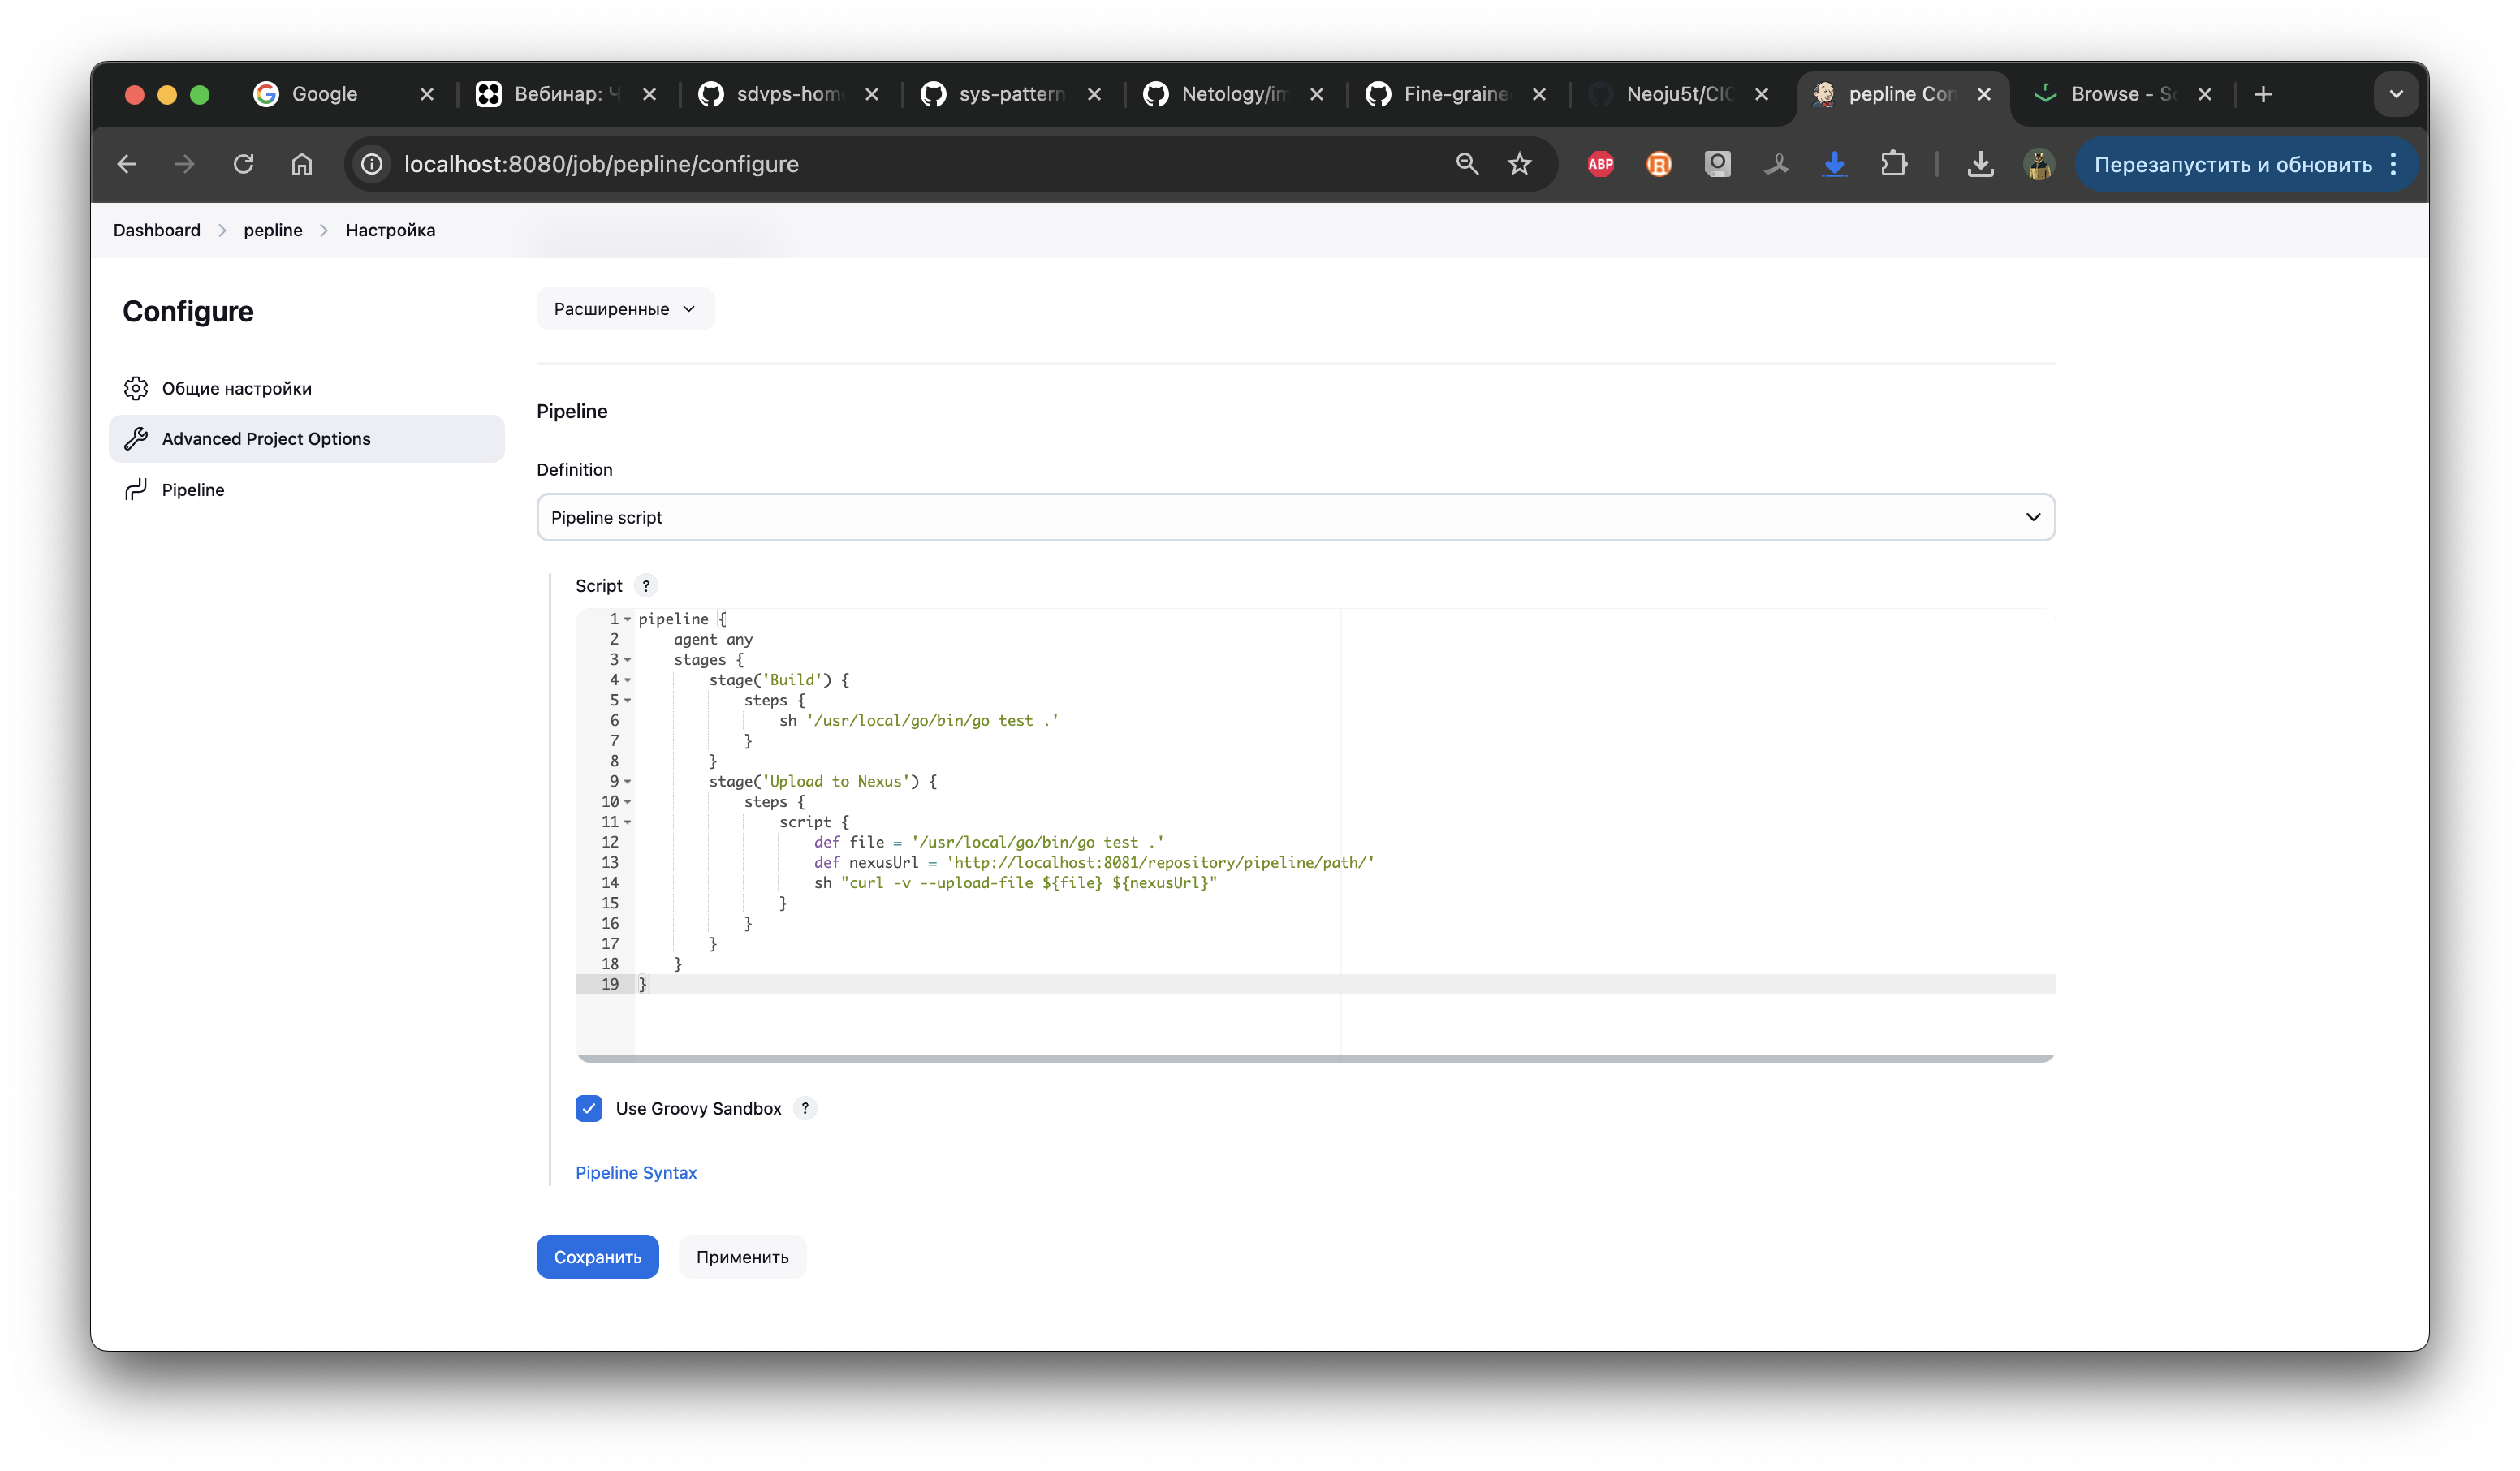 Google
Вебинар: Ч
sdvps-hom
sys-pattern
Netology/im
Fine-graine
Neoju5t/CIC
pepline Con
Browse - So
localhost:8080/job/pepline/configure
ABP
Перезапустить и обновить
Dashboard
pepline
Настройка
Configure
Общие настройки
Advanced Project Options
Pipeline
Расширенные
Pipeline
Definition
Pipeline script
Script ?
1 pipeline {
2 agent any
3 stages {
4 stage('Build') {
5 steps {
6 sh '/usr/local/go/bin/go test .'
7 }
8 }
9 stage('Upload to Nexus') {
10 steps {
11 script {
12 def file = '/usr/local/go/bin/go test .'
13 def nexusUrl = 'http://localhost:8081/repository/pipeline/path/'
14 sh "curl -v --upload-file ${file} ${nexusUrl}"
15 }
16 }
17 }
18 }
19 }
Use Groovy Sandbox ?
Pipeline Syntax
Сохранить
Применить